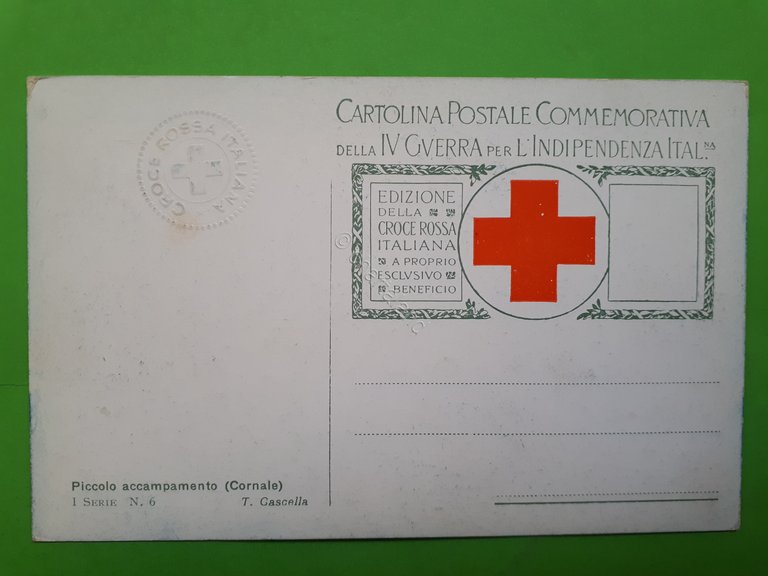 CROCE ROSSA ITALIANA
CARTOLINA POSTALE COMMEMORATIVA
DELLA IV GVERRA PER L'INDIPENDENZA ITAL.NA
EDIZIONE
DELLA
CROCE ROSSA
ITALIANA
A PROPRIO
ESCLVSIVO
BENEFICIO
Piccolo accampamento (Cornale)
I SERIE N. 6 T. Cascella